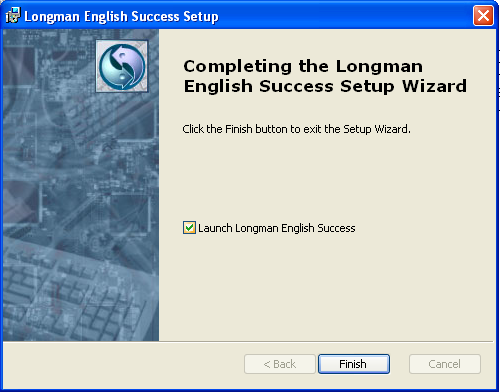 Longman English Success Setup
Completing the Longman
English Success Setup Wizard
Click the Finish button to exit the Setup Wizard.
Launch Longman English Success
< Back
Finish
Cancel